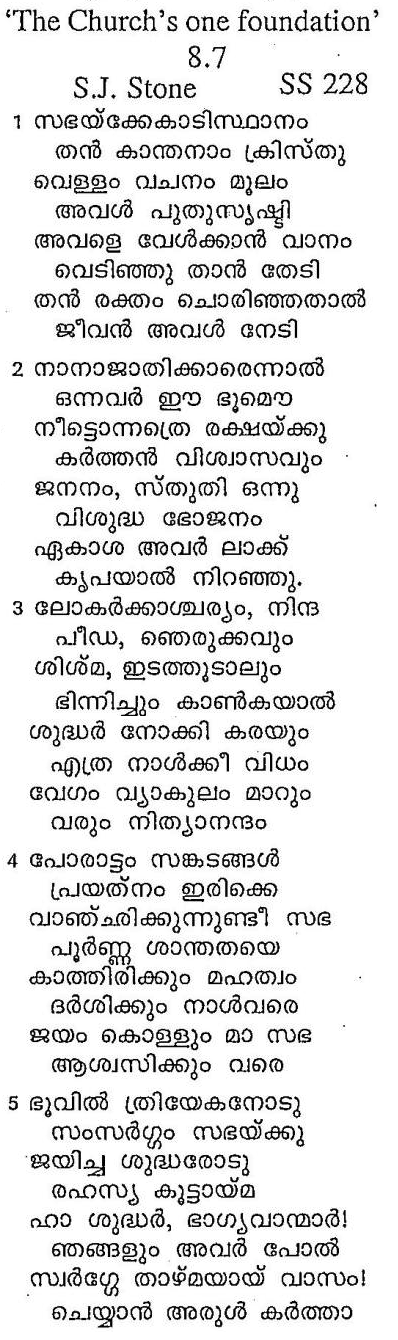 ‘The Church’s one foundation’
8.7
S.J. Stone SS 228
1 സഭയ്ക്കേകാടിസ്ഥാനം
തൻ കാന്തനാം ക്രിസ്തു
വെള്ളം വചനം മൂലം
അവൾ പുതുസൃഷ്ടി
അവളെ വേൾക്കാൻ വാനം
വെടിഞ്ഞു താൻ തേടി
തൻ രക്തം ചൊരിഞ്ഞതാൽ
ജീവൻ അവൾ നേടി
2 നാനാജാതിക്കാരെന്നാൽ
ഒന്നവർ ഈ ഭൂമൌ
നീട്ടൊന്നത്രെ രക്ഷയ്ക്കു
കർത്തൻ വിശ്വാസവും
ജനനം, സ്തുതി ഒന്നു
വിശുദ്ധ ഭോജനം
ഏകാശ അവർ ലാക്ക്
കൃപയാൽ നിറഞ്ഞു.
3 ലോകർക്കാശ്ചര്യം, നിന്ദ
പീഡ, ഞെരുക്കവും
ശിശ്മ, ഇടത്തൂടാലും
ഭിന്നിച്ചും കാൺകയാൽ
ശുദ്ധർ നോക്കി കരയും
എത്ര നാൾക്കീ വിധം
വേഗം വ്യാകുലം മാറും
വരും നിത്യാനന്ദം
4 പോരാട്ടം സങ്കടങ്ങൾ
പ്രയത്നം ഇരിക്കെ
വാഞ്ഛിക്കുന്നുണ്ടീ സഭ
പൂർണ്ണ ശാന്തതയെ
കാത്തിരിക്കും മഹത്വം
ദർശിക്കും നാൾവരെ
ജയം കൊള്ളും മാ സഭ
ആശ്വസിക്കും വരെ
5 ഭൂവിൽ ത്രിയേകനോടു
സംസർഗ്ഗം സഭയ്ക്കു
ജയിച്ച ശുദ്ധരോടു
രഹസ്യ കൂട്ടായ്മ
ഹാ ശുദ്ധർ, ഭാഗ്യവാന്മാർ!
ഞങ്ങളും അവർ പോൽ
സ്വർഗ്ഗേ താഴ്മയായ് വാസം!
ചെയ്യാൻ അരുൾ കർത്താ